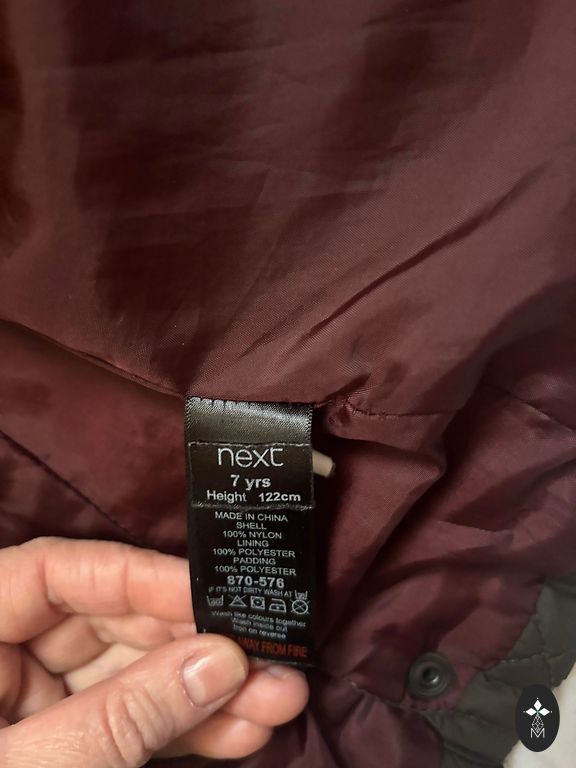 next
7 yrs
Height 122cm
MADE IN CHINA
SHELL
100% NYLON
LINING
100% POLYESTER
PADDING
100% POLYESTER
870-576
IF IT'S NOT DIRTY WASH AT
Wash like colours together
Wash inside out
Iron on reverse
AWAY FROM FIRE